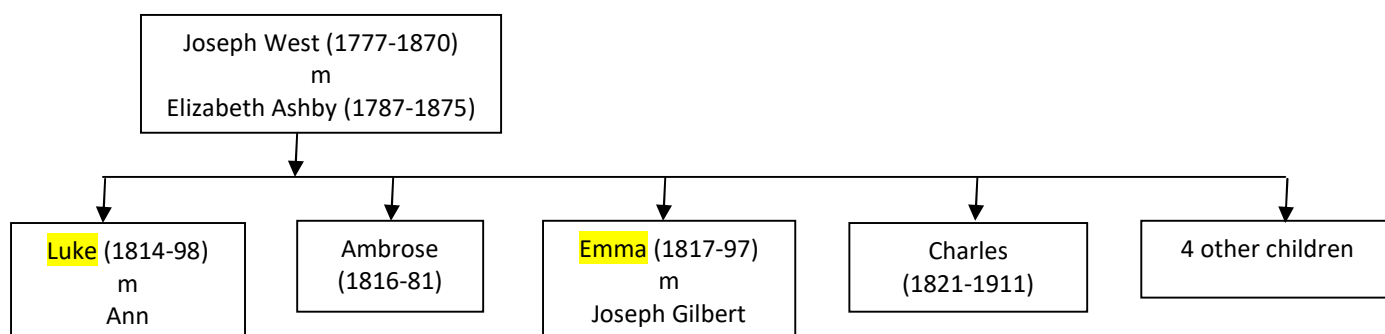 Joseph West (1777-1870)
m
Elizabeth Ashby (1787-1875)
Luke (1814-98)
m
Ann
Ambrose
(1816-81)
Emma (1817-97)
m
Joseph Gilbert
Charles
(1821-1911)
4 other children